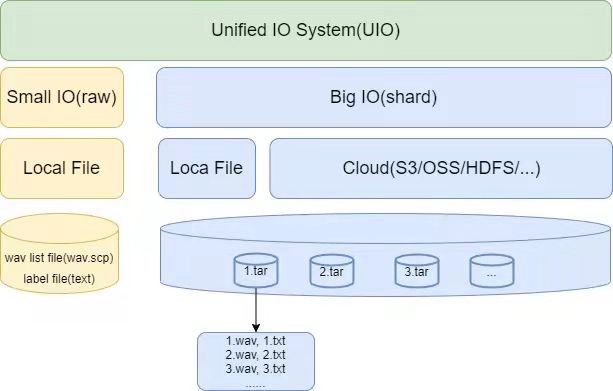 Unified IO System(UIO)
Small IO(raw)
Big IO(shard)
Local File
Loca File
Cloud(S3/OSS/HDFS/...)
wav list file(wav.scp)
label file(text)
1.tar
2.tar
3.tar
...
1.wav, 1.txt
2.wav, 2.txt
3.wav, 3.txt
......